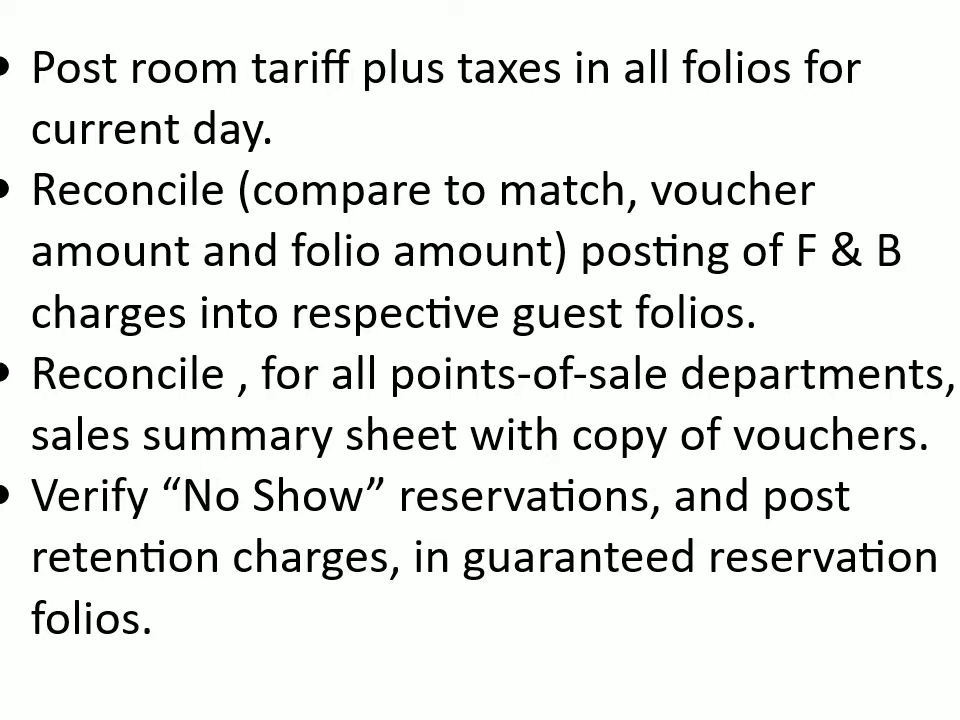 • Post room tariff plus taxes in all folios for
current day.
• Reconcile (compare to match, voucher
amount and folio amount) posting of F & B
charges into respective guest folios.
• Reconcile , for all points-of-sale departments,
sales summary sheet with copy of vouchers.
• Verify “No Show” reservations, and post
retention charges, in guaranteed reservation
folios.